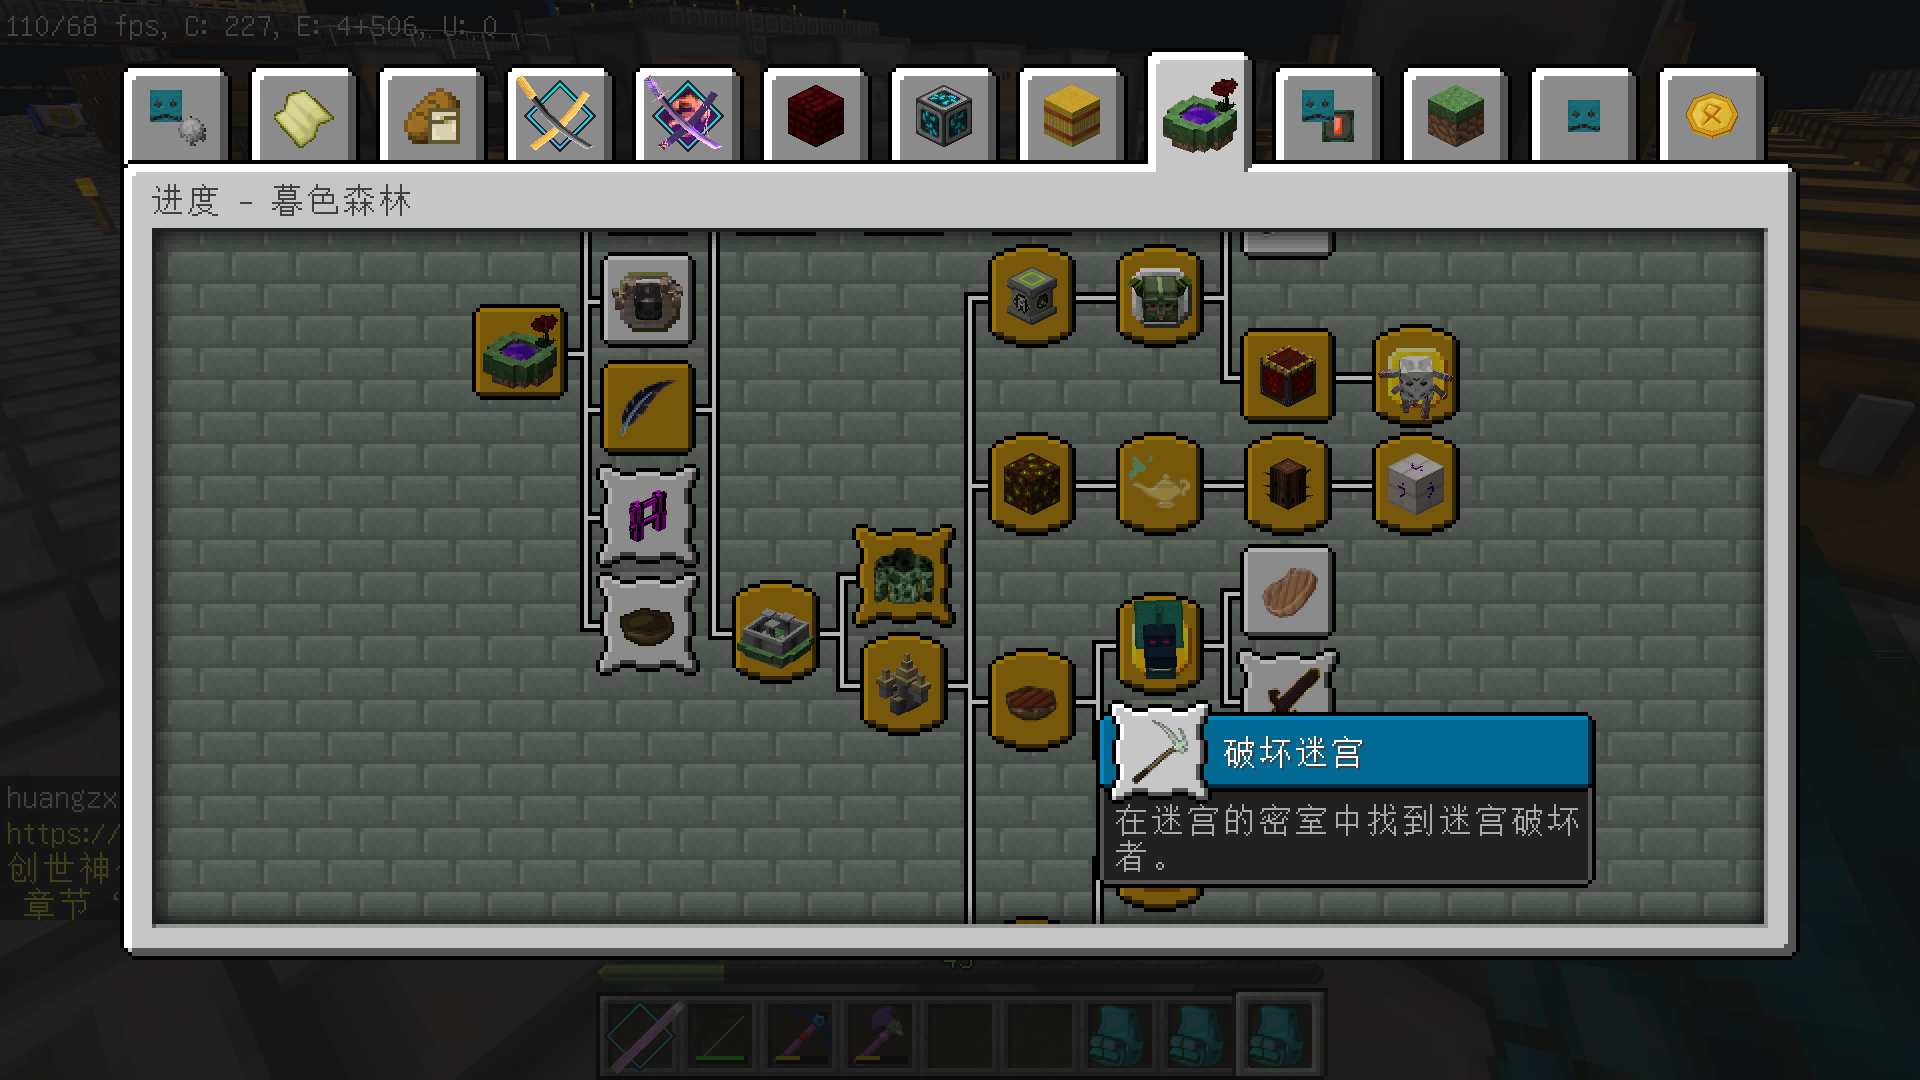 110/68 fps, C: 227, E: 4+506, U: 0
进度 - 暮色森林
破坏迷宫
在迷宫的密室中找到迷宫破坏
者。
huangzx
https://
创世神
章节